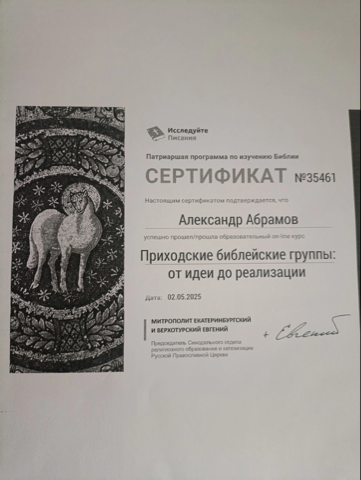 Исследуйте
Писания
Патриаршая программа по изучению Библии
СЕРТИФИКАТ №35461
Настоящим сертификатом подтверждается, что
Александр Абрамов
успешно прошел/прошла образовательный on-line-курс
Приходские библейские группы:
от идеи до реализации
Дата: 02.05.2025
МИТРОПОЛИТ ЕКАТЕРИНБУРГСКИЙ
И ВЕРХОТУРСКИЙ ЕВГЕНИЙ
+ Евгений
Председатель Синодального отдела
религиозного образования и катехизации
Русской Православной Церкви